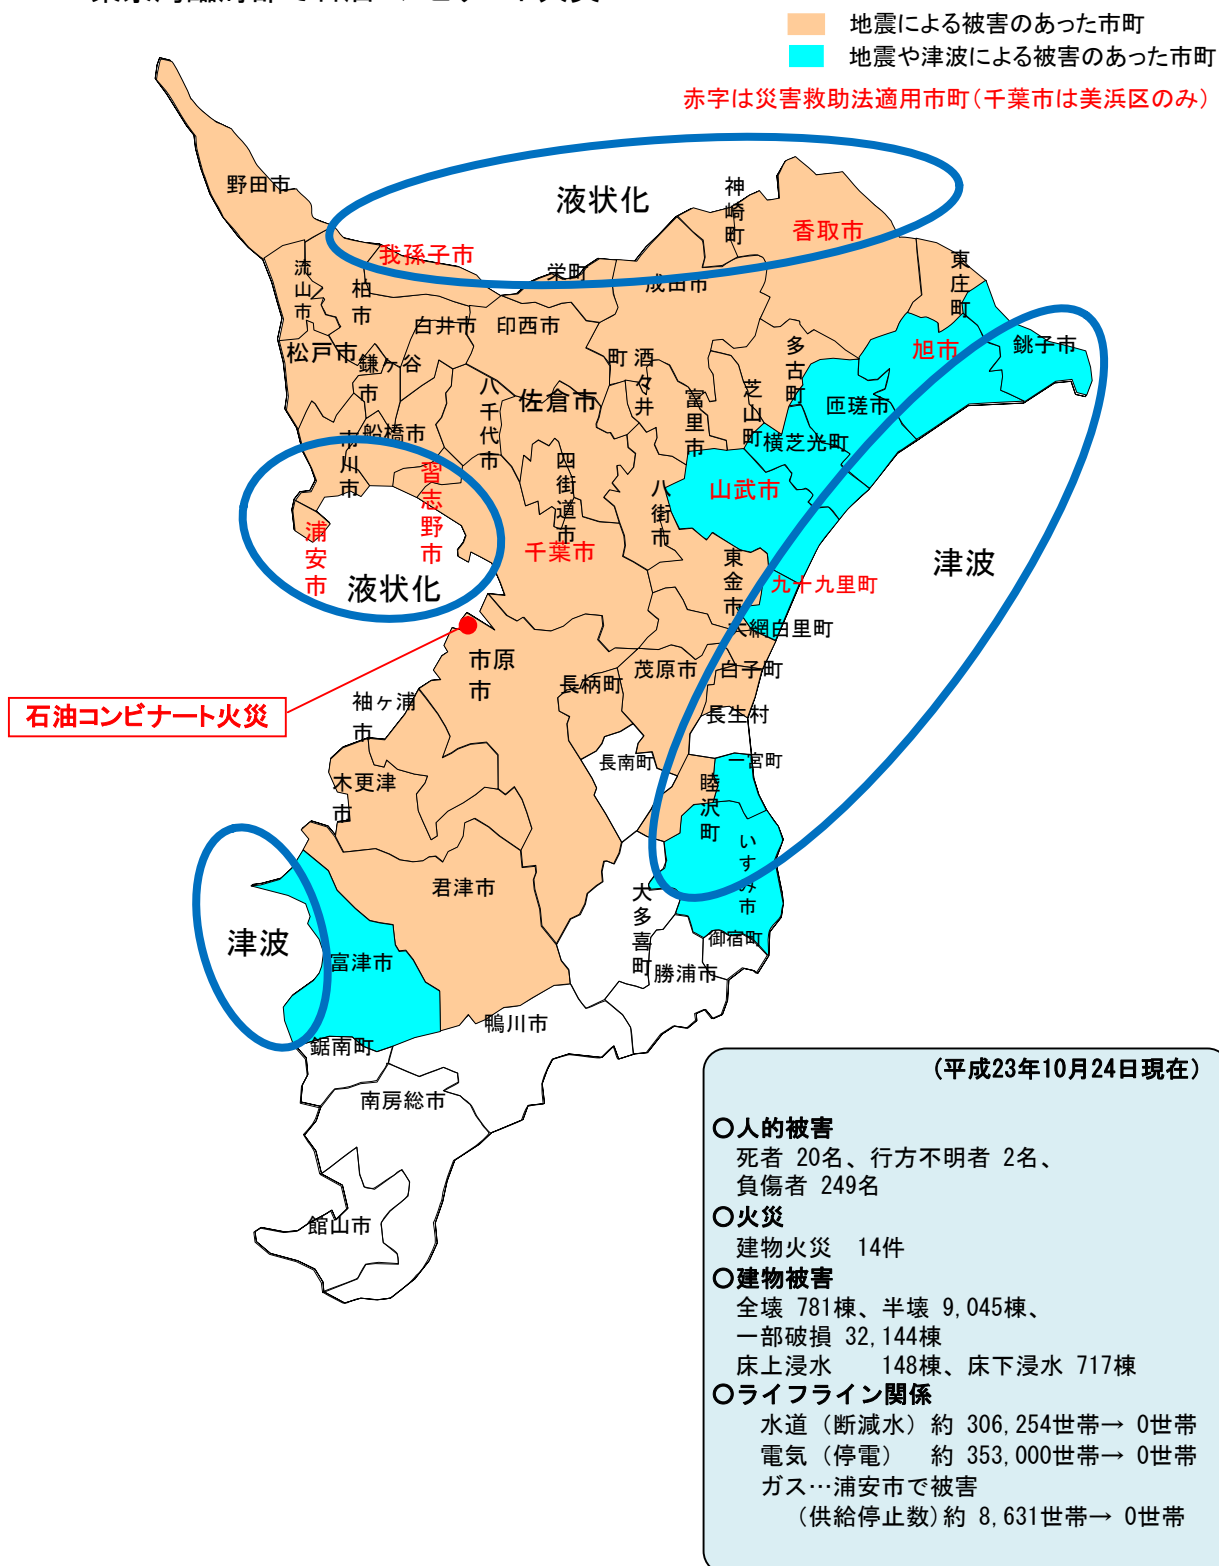 地震による被害のあった市町
地震や津波による被害のあった市町
赤字は災害救助法適用市町(千葉市は美浜区のみ)
野田市
液状化
神崎町
香取市
我孫子市
栄町
成田市
東庄町
流山市
柏市
白井市
印西市
松戸市
鎌ヶ谷市
八千代市
佐倉市
酒々井町
富里市
芝山町
多古町
旭市
銚子市
匝瑳市
横芝光町
船橋市
市川市
習志野市
四街道市
八街市
山武市
浦安市
液状化
千葉市
東金市
九十九里町
津波
大網白里町
市原市
長柄町
茂原市
白子町
石油コンビナート火災
袖ヶ浦市
長生村
長南町
一宮町
木更津市
睦沢町
いすみ市
君津市
大多喜町
津波
富津市
御宿町
勝浦市
鴨川市
鋸南町
南房総市
館山市
(平成23年10月24日現在)
○人的被害
死者 20名、行方不明者 2名、
負傷者 249名
○火災
建物火災 14件
○建物被害
全壊 781棟、半壊 9,045棟、
一部破損 32,144棟
床上浸水 148棟、床下浸水 717棟
○ライフライン関係
水道(断減水)約 306,254世帯→ 0世帯
電気(停電) 約 353,000世帯→ 0世帯
ガス…浦安市で被害
(供給停止数)約 8,631世帯→ 0世帯